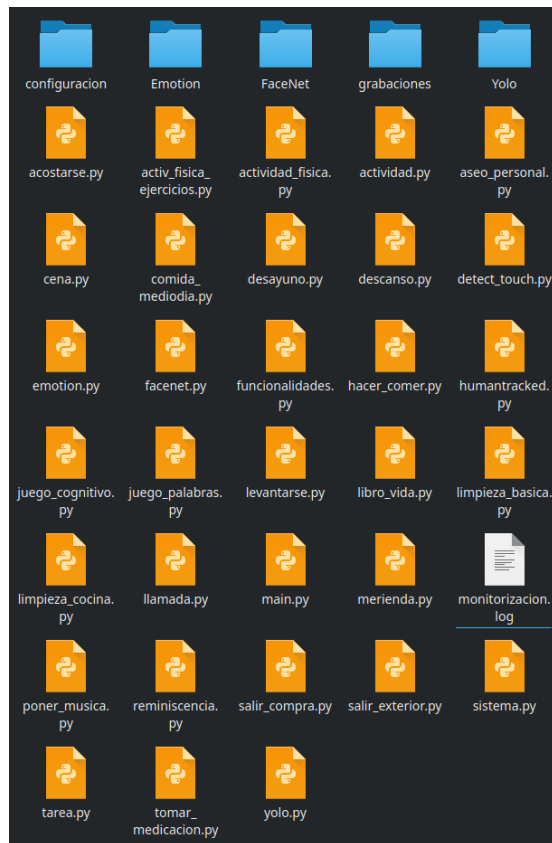 configuracion
Emotion
FaceNet
grabaciones
Yolo
acostarse.py
activ_fisica_
ejercicios.py
actividad_fisica.
py
actividad.py
aseo_personal.
py
cena.py
comida_
mediodia.py
desayuno.py
descanso.py
detect_touch.py
emotion.py
facenet.py
funcionalidades.
py
hacer_comer.py
humantracked.
py
juego_cognitivo.
py
juego_palabras.
py
levantarse.py
libro_vida.py
limpieza_basica.
py
limpieza_cocina.
py
llamada.py
main.py
merienda.py
monitorizacion.
log
poner_musica.
py
reminiscencia.
py
salir_compra.py
salir_exterior.py
sistema.py
tarea.py
tomar_
medicacion.py
yolo.py